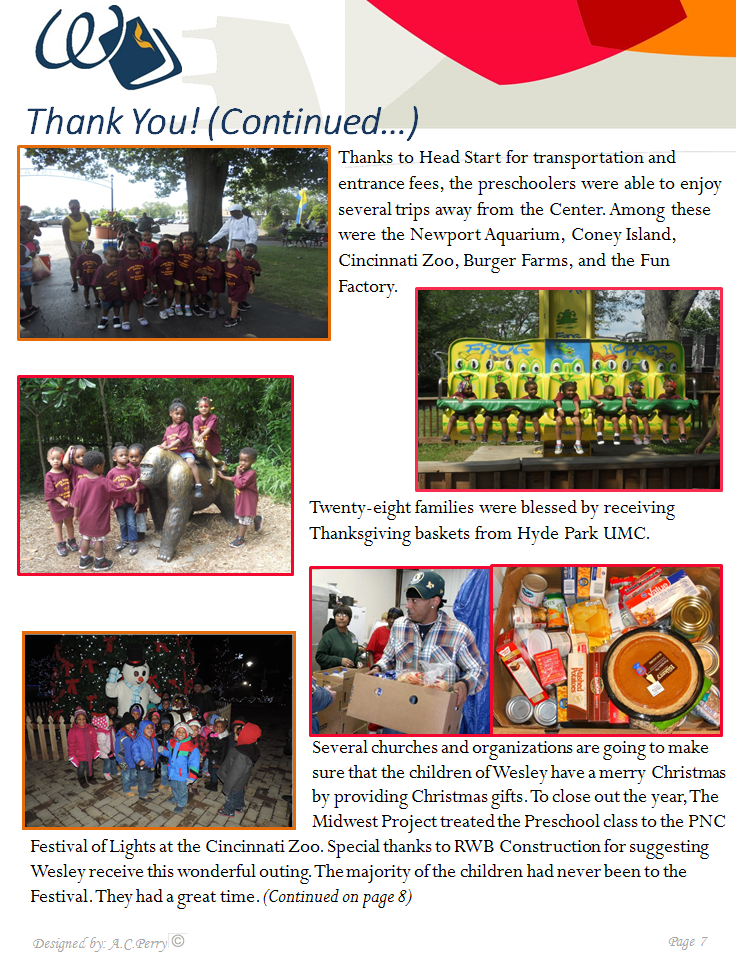 Thank You! (Continued...)
Thanks to Head Start for transportation and
entrance fees, the preschoolers were able to enjoy
several trips away from the Center. Among these
were the Newport Aquarium, Coney Island,
Cincinnati Zoo, Burger Farms, and the Fun
Factory.
FROG HOPPER
Twenty-eight families were blessed by receiving
Thanksgiving baskets from Hyde Park UMC.
Several churches and organizations are going to make
sure that the children of Wesley have a merry Christmas
by providing Christmas gifts. To close out the year, The
Midwest Project treated the Preschool class to the PNC
Festival of Lights at the Cincinnati Zoo. Special thanks to RWB Construction for suggesting
Wesley receive this wonderful outing. The majority of the children had never been to the
Festival. They had a great time. (Continued on page 8)
Designed by: A.C.Perry ©
Page 7